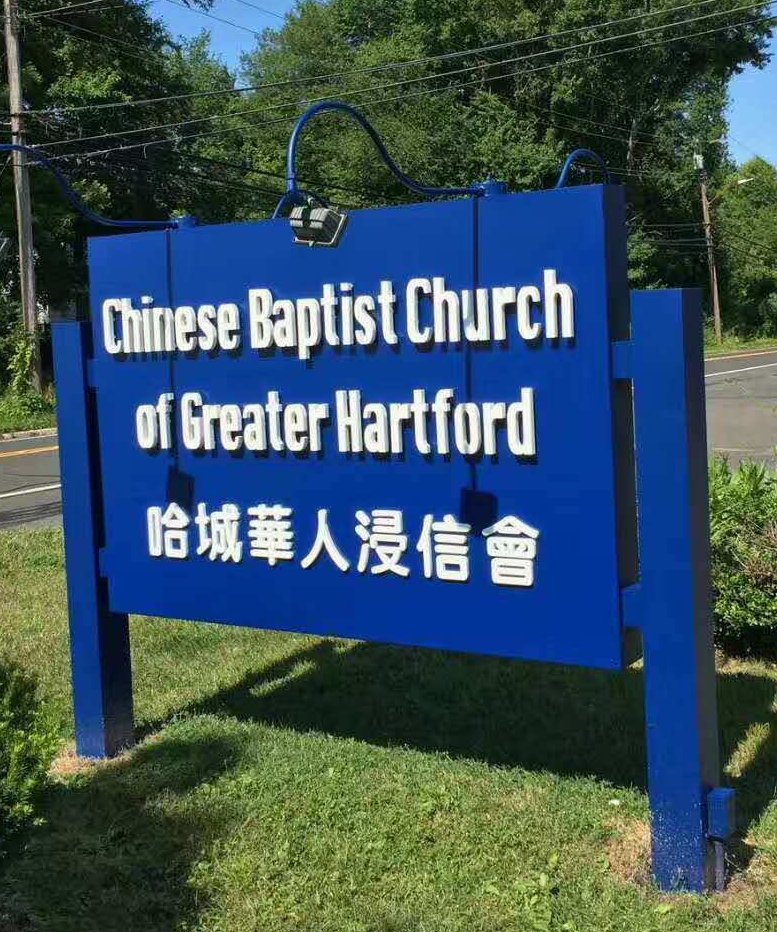 Chinese Baptist Church
of Greater Hartford
哈城華人浸信會